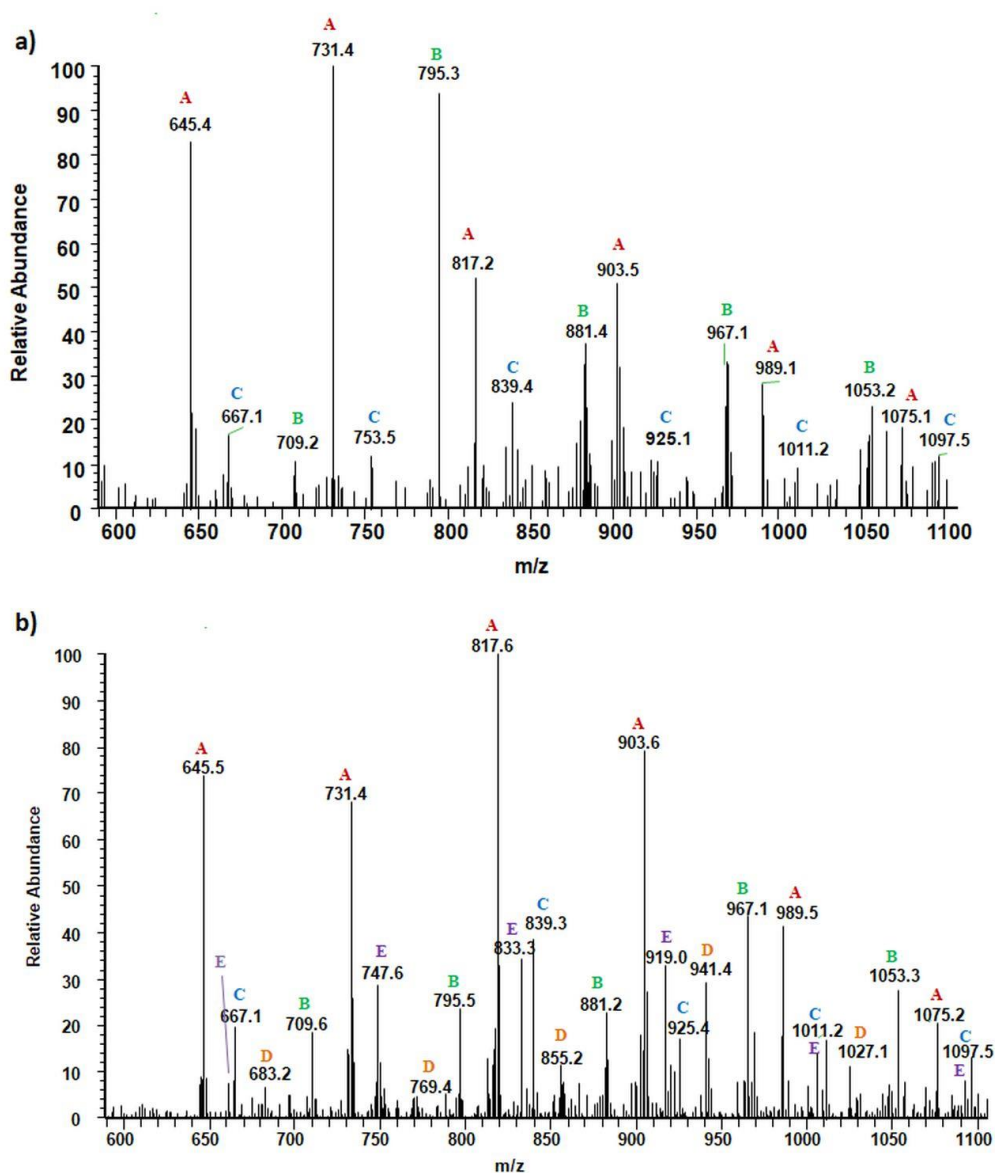 a)
A
731.4
B
795.3
A
645.4
A
817.2
A
903.5
B
881.4
B
967.1
A
989.1
C
839.4
B
1053.2
A
1075.1
C
667.1
B
709.2
C
753.5
C
925.1
C
1011.2
C
1097.5
Relative Abundance
100
90
80
70
60
50
40
30
20
10
0
600 650 700 750 800 850 900 950 1000 1050 1100
m/z
b)
A
817.6
A
645.5
A
731.4
A
903.6
B
967.1
A
989.5
C
839.3
E
833.3
E
747.6
E
919.0
D
941.4
B
1053.3
E
C
667.1
B
709.6
B
795.5
B
881.2
C
925.4
A
1075.2
D
683.2
D
769.4
D
855.2
C
1011.2
E
D
1027.1
C
1097.5
E
Relative Abundance
100
90
80
70
60
50
40
30
20
10
0
600 650 700 750 800 850 900 950 1000 1050 1100
m/z